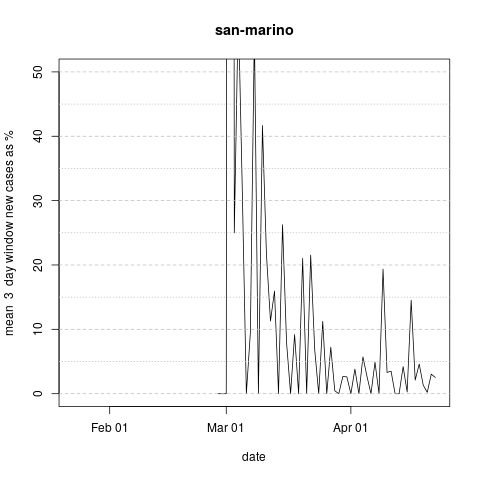 san-marino
mean 3 day window new cases as %
50
40
30
20
10
0
Feb 01
Mar 01
Apr 01
date